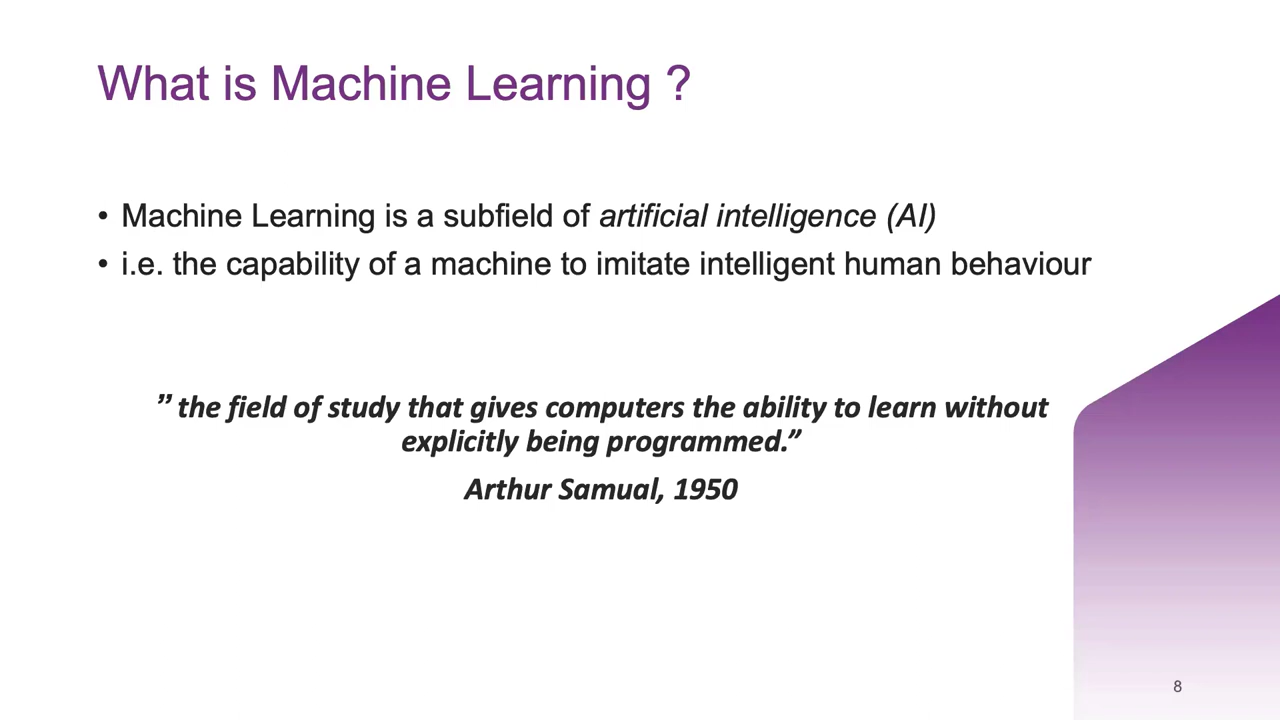 What is Machine Learning ?
• Machine Learning is a subfield of artificial intelligence (AI)
• i.e. the capability of a machine to imitate intelligent human behaviour
” the field of study that gives computers the ability to learn without
explicitly being programmed.”
Arthur Samual, 1950
8